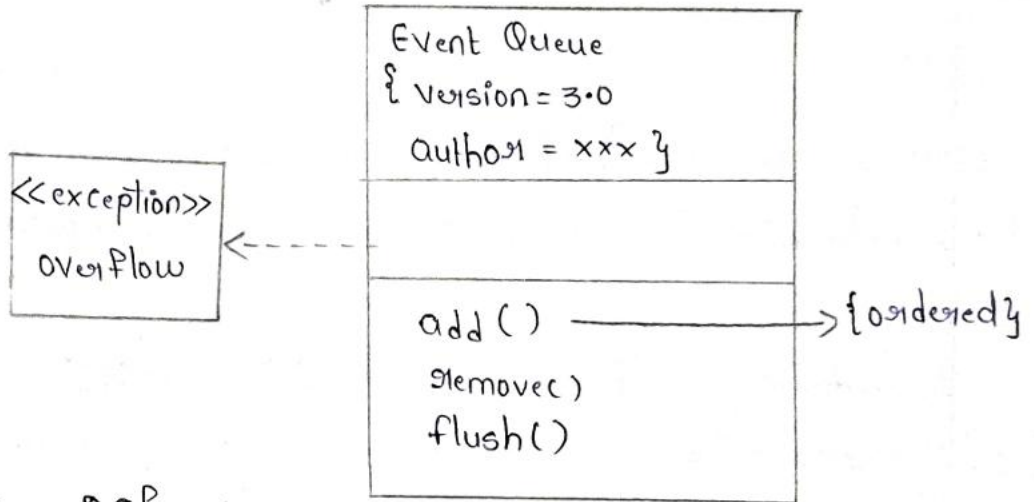 Event Queue
{ version = 3.0
author = xxx }
<<exception>>
overflow
add ( )
{ordered}
remove( )
flush( )